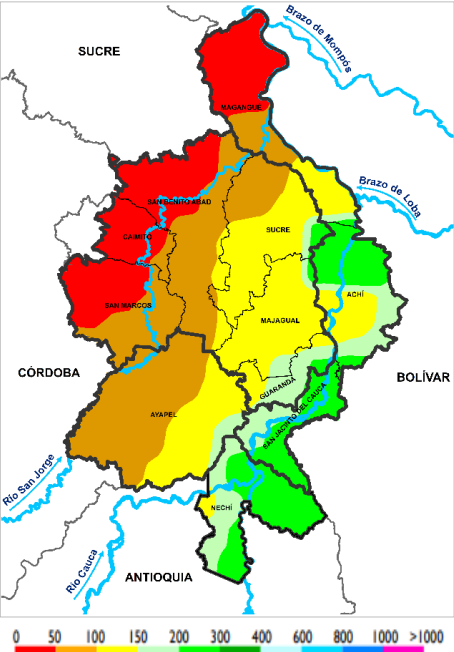 SUCRE
Brazo de Mompós
MAGANGUÉ
Brazo de Loba
SAN BENITO ABAD
SUCRE
CAIMITO
ACHÍ
SAN MARCOS
MAJAGUAL
CÓRDOBA
BOLÍVAR
GUARANDA
AYAPEL
SAN JACINTO DEL CAUCA
Río San Jorge
NECHÍ
Río Cauca
ANTIOQUIA
0 50 100 150 200 300 400 600 800 1000 >1000